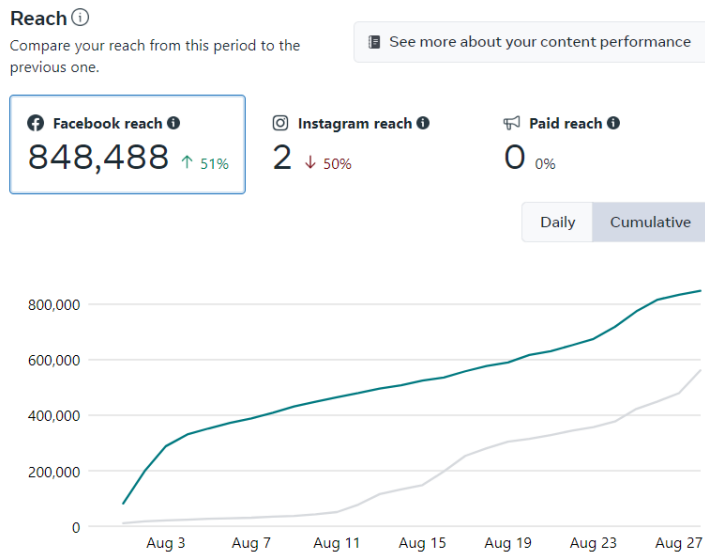 Reach
Compare your reach from this period to the
previous one.
See more about your content performance
Facebook reach
848,488 ↑ 51%
Instagram reach
2 ↓ 50%
Paid reach
0 0%
Daily
Cumulative
800,000
600,000
400,000
200,000
0
Aug 3 Aug 7 Aug 11 Aug 15 Aug 19 Aug 23 Aug 27